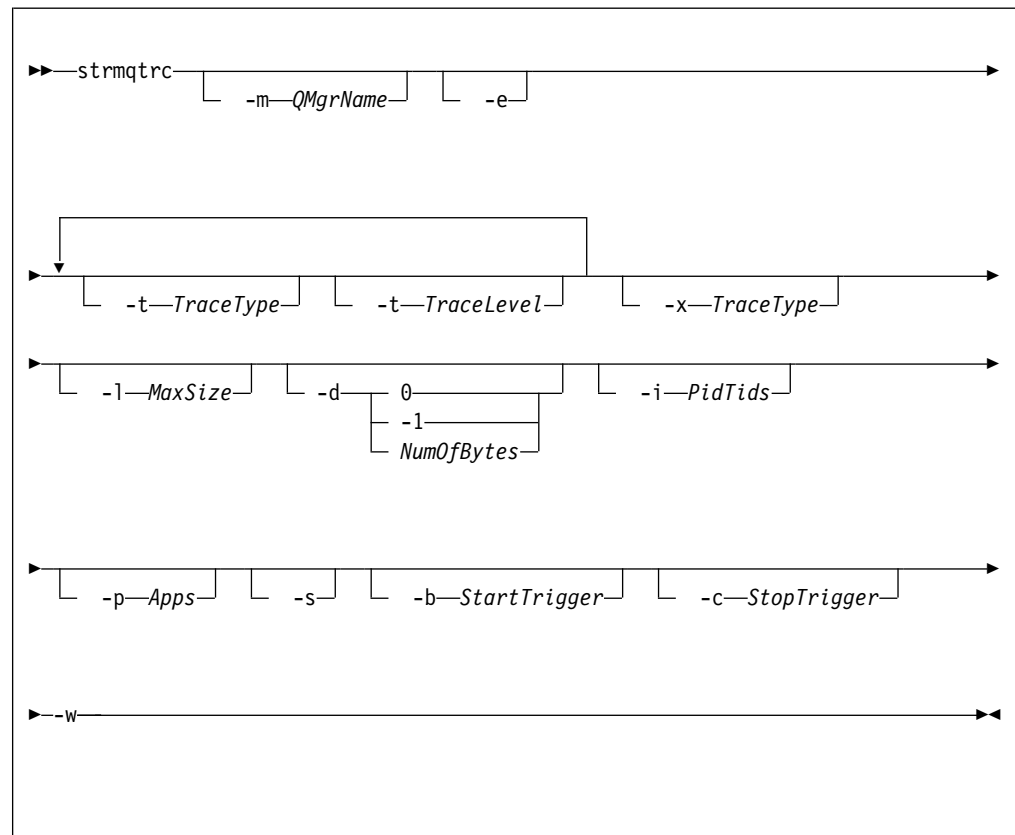 strmqtrc
-m QMgrName -e
-t TraceType -t TraceLevel -x TraceType
-l MaxSize -d 0 -i PidTids
-1
NumOfBytes
-p Apps -s -b StartTrigger -c StopTrigger
-w